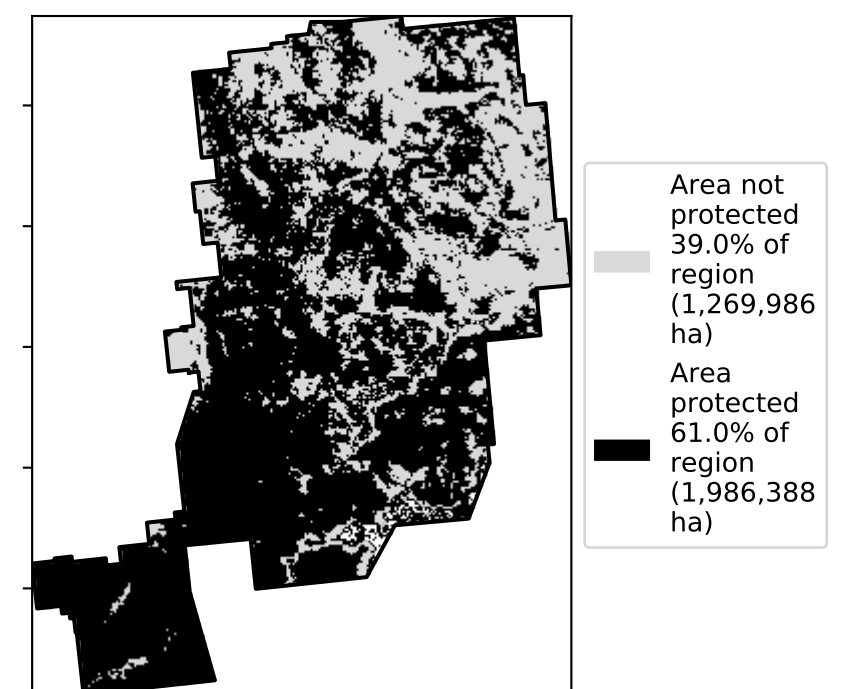 Area not
protected
39.0% of
region
(1,269,986
ha)
Area
protected
61.0% of
region
(1,986,388
ha)